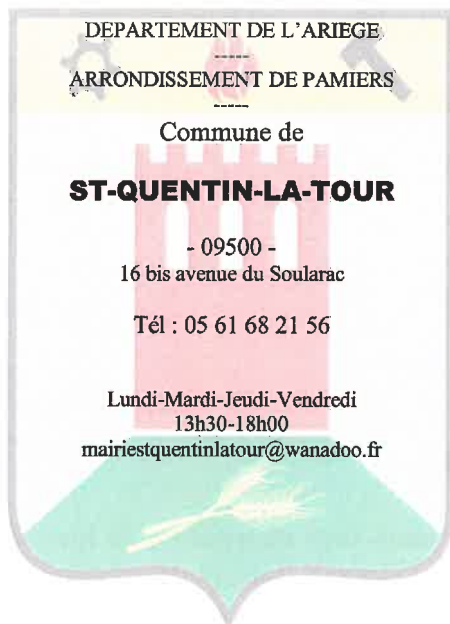 DEPARTEMENT DE L'ARIEGE
-----
ARRONDISSEMENT DE PAMIERS
-----
Commune de
ST-QUENTIN-LA-TOUR
- 09500 -
16 bis avenue du Soularac
Tél : 05 61 68 21 56
Lundi-Mardi-Jeudi-Vendredi
13h30-18h00
mairiestquentinlatour@wanadoo.fr